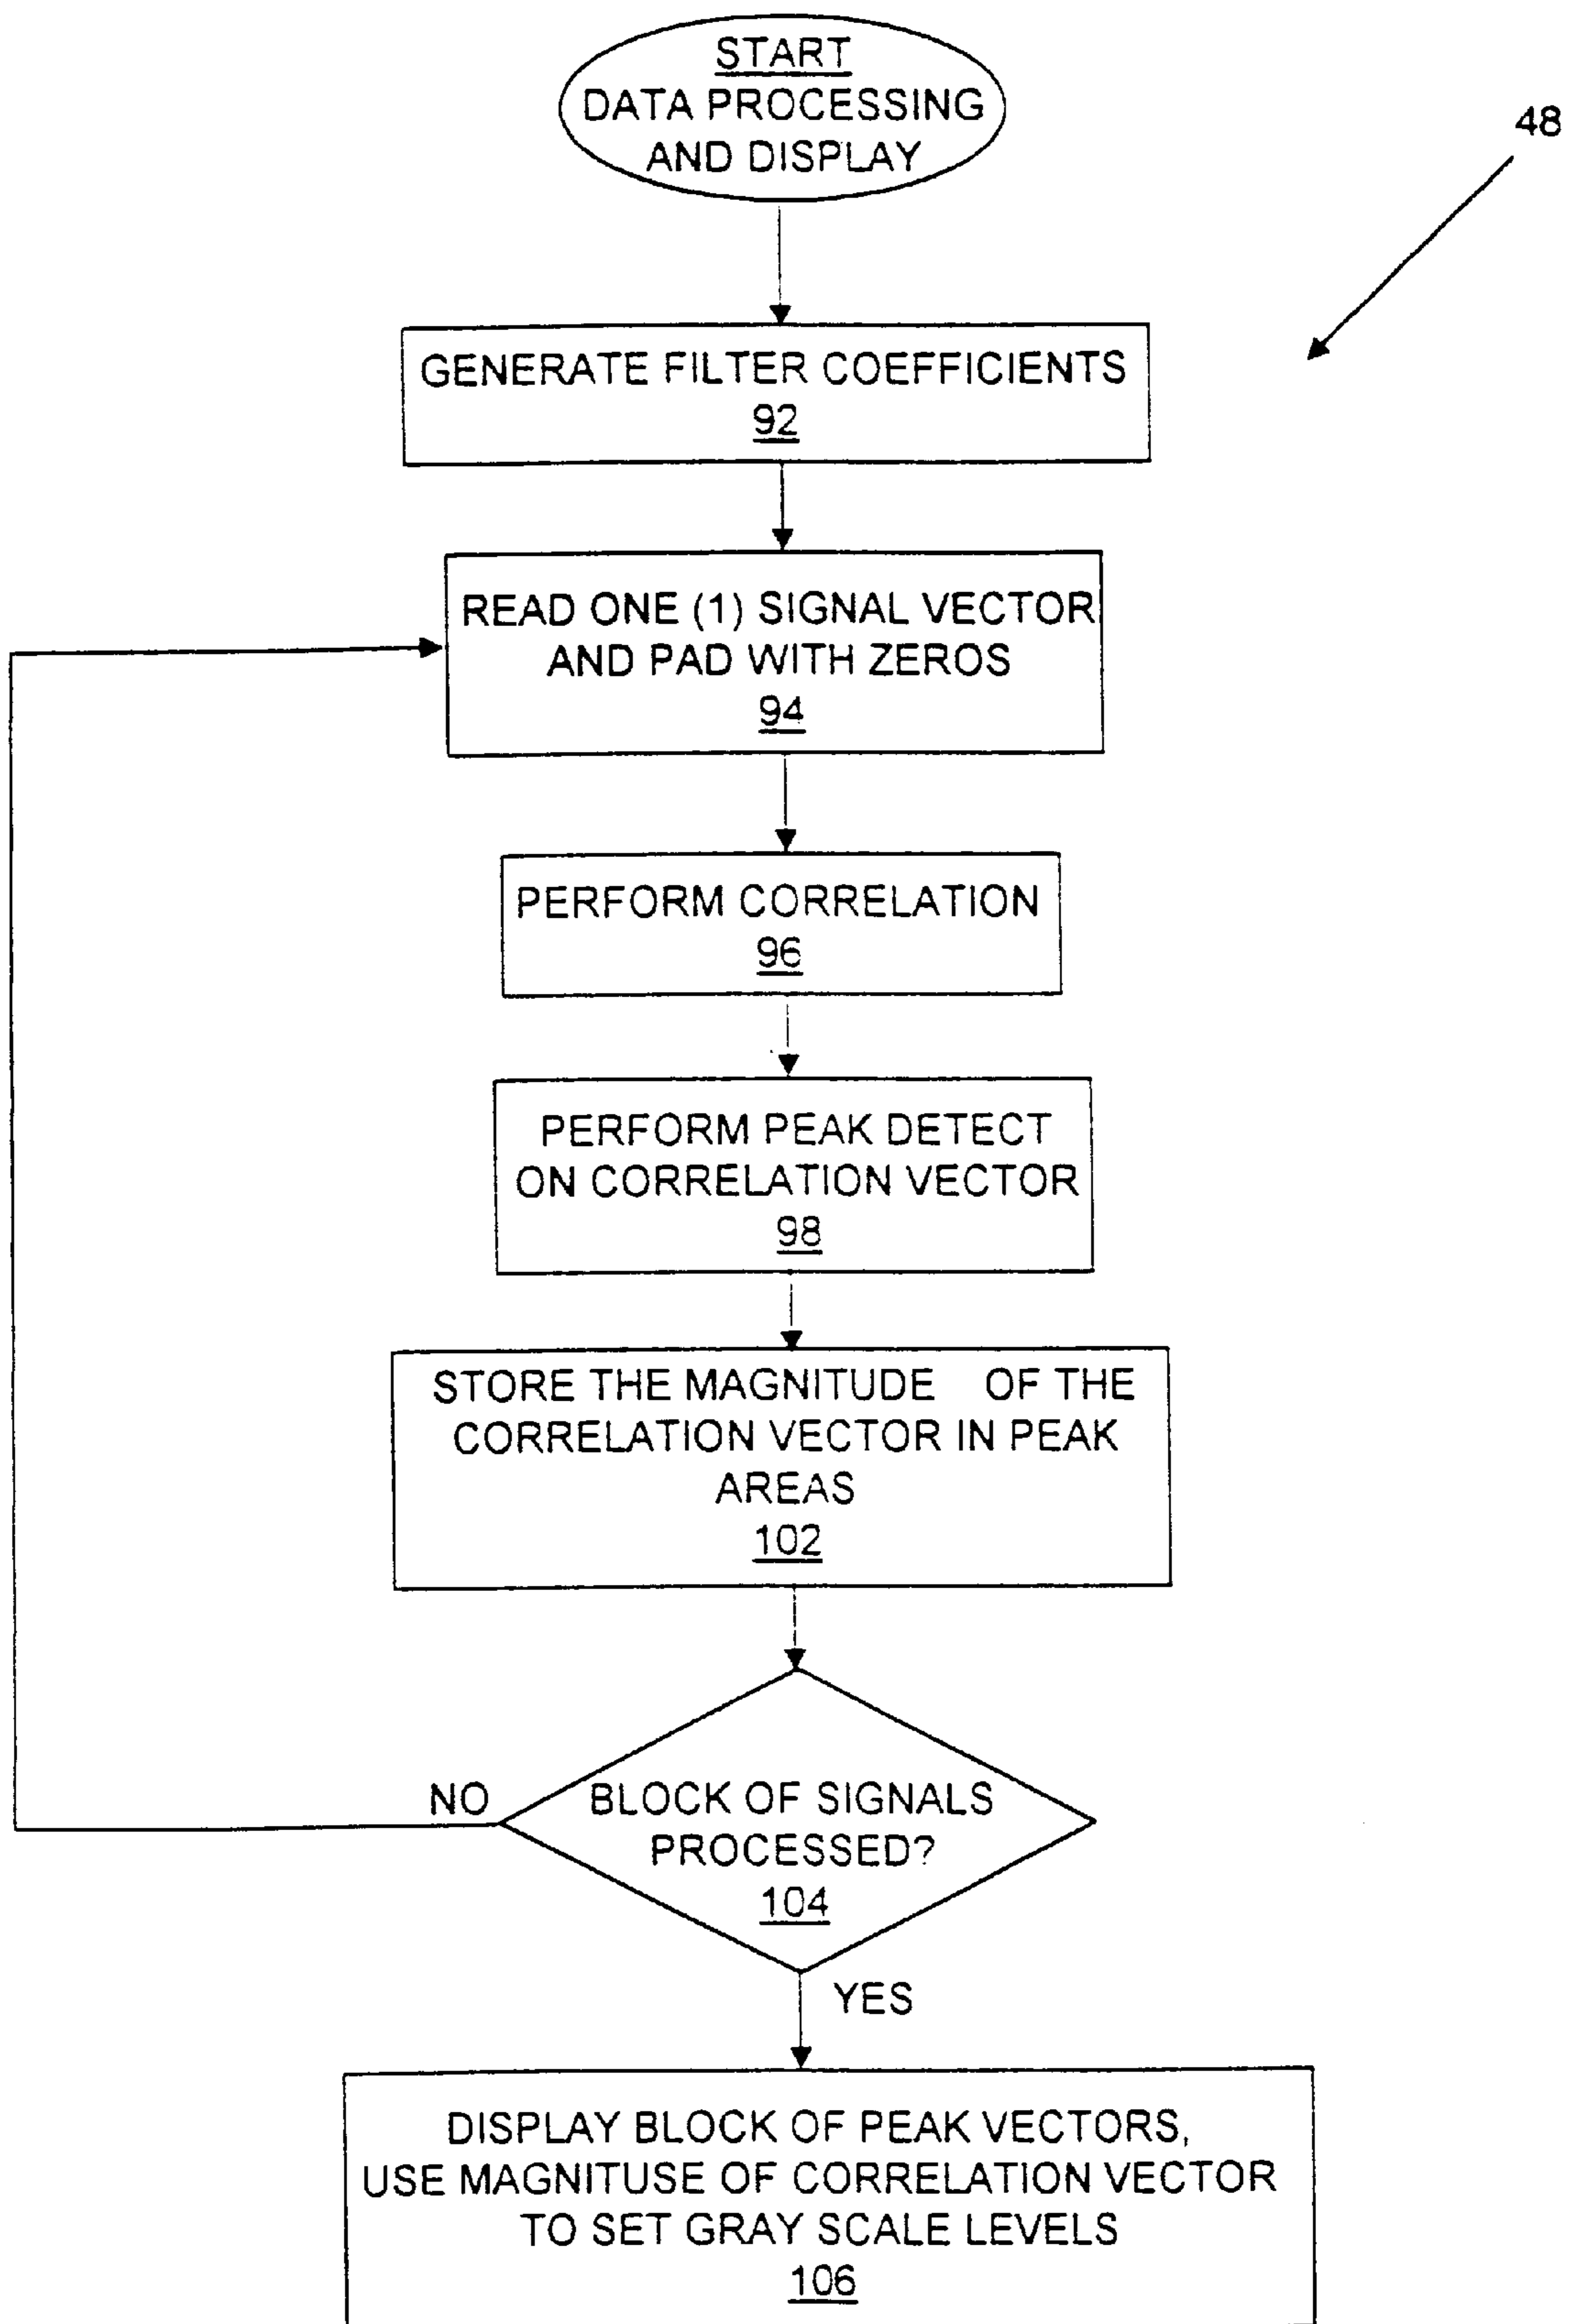 START
DATA PROCESSING
AND DISPLAY
48
GENERATE FILTER COEFFICIENTS
92
READ ONE (1) SIGNAL VECTOR
AND PAD WITH ZEROS
94
PERFORM CORRELATION
96
PERFORM PEAK DETECT
ON CORRELATION VECTOR
98
STORE THE MAGNITUDE OF THE
CORRELATION VECTOR IN PEAK
AREAS
102
NO
BLOCK OF SIGNALS
PROCESSED?
104
YES
DISPLAY BLOCK OF PEAK VECTORS,
USE MAGNITUSE OF CORRELATION VECTOR
TO SET GRAY SCALE LEVELS
106